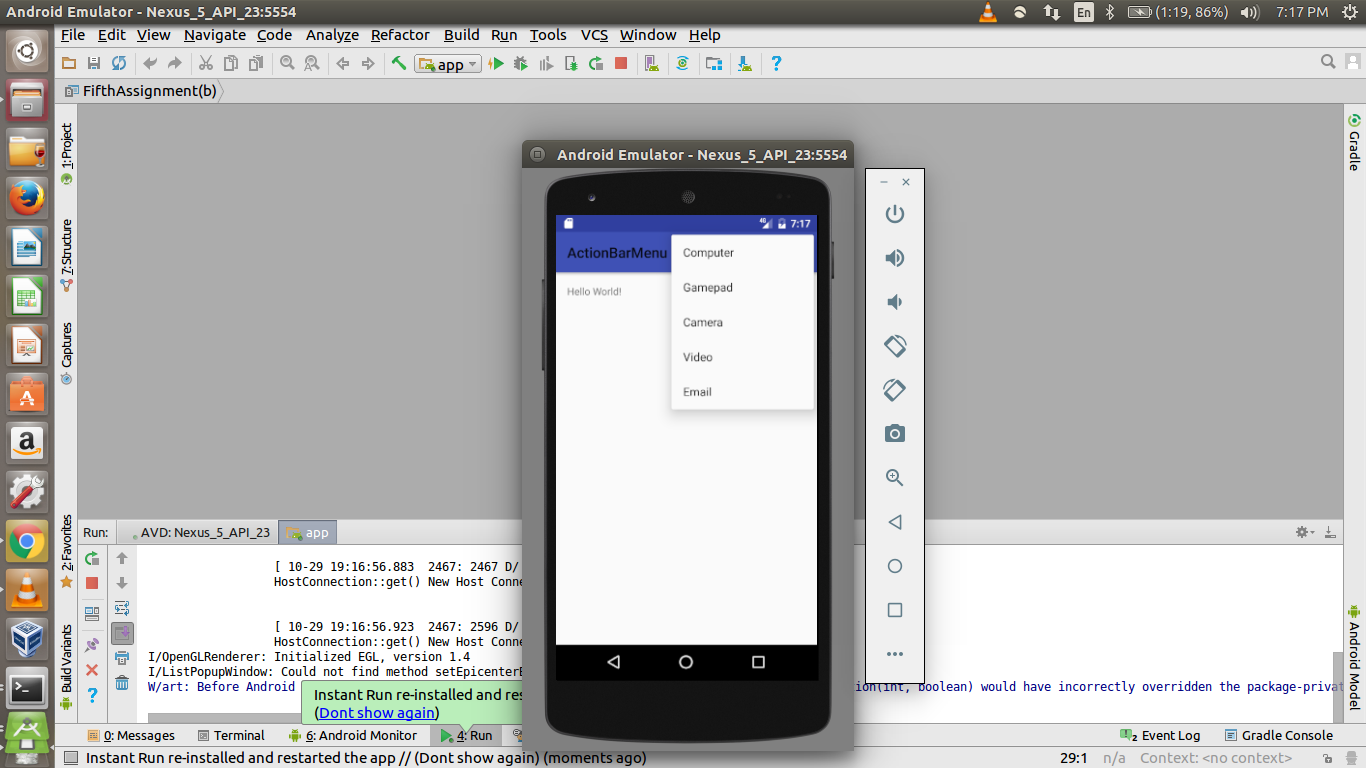 Android Emulator - Nexus_5_API_23:5554
En
(1:19, 86%)
7:17 PM
File Edit View Navigate Code Analyze Refactor Build Run Tools VCS Window Help
app
FifthAssignment(b)
1: Project
7: Structure
Captures
2: Favorites
Build Variants
Gradle
Android Model
Android Emulator - Nexus_5_API_23:5554
4G
7:17
ActionBarMenu
Computer
Hello World!
Gamepad
Camera
Video
Email
Run:
AVD: Nexus_5_API_23
app
[ 10-29 19:16:56.883 2467: 2467 D/
HostConnection::get() New Host Conne
[ 10-29 19:16:56.923 2467: 2596 D/
HostConnection::get() New Host Conne
I/OpenGLRenderer: Initialized EGL, version 1.4
I/ListPopupWindow: Could not find method setEpicenterB
W/art: Before Android
ion(int, boolean) would have incorrectly overridden the package-privat
Instant Run re-installed and res
(Dont show again)
0: Messages
Terminal
6: Android Monitor
4: Run
2 Event Log
Gradle Console
Instant Run re-installed and restarted the app // (Dont show again) (moments ago)
29:1
n/a
Context: <no context>